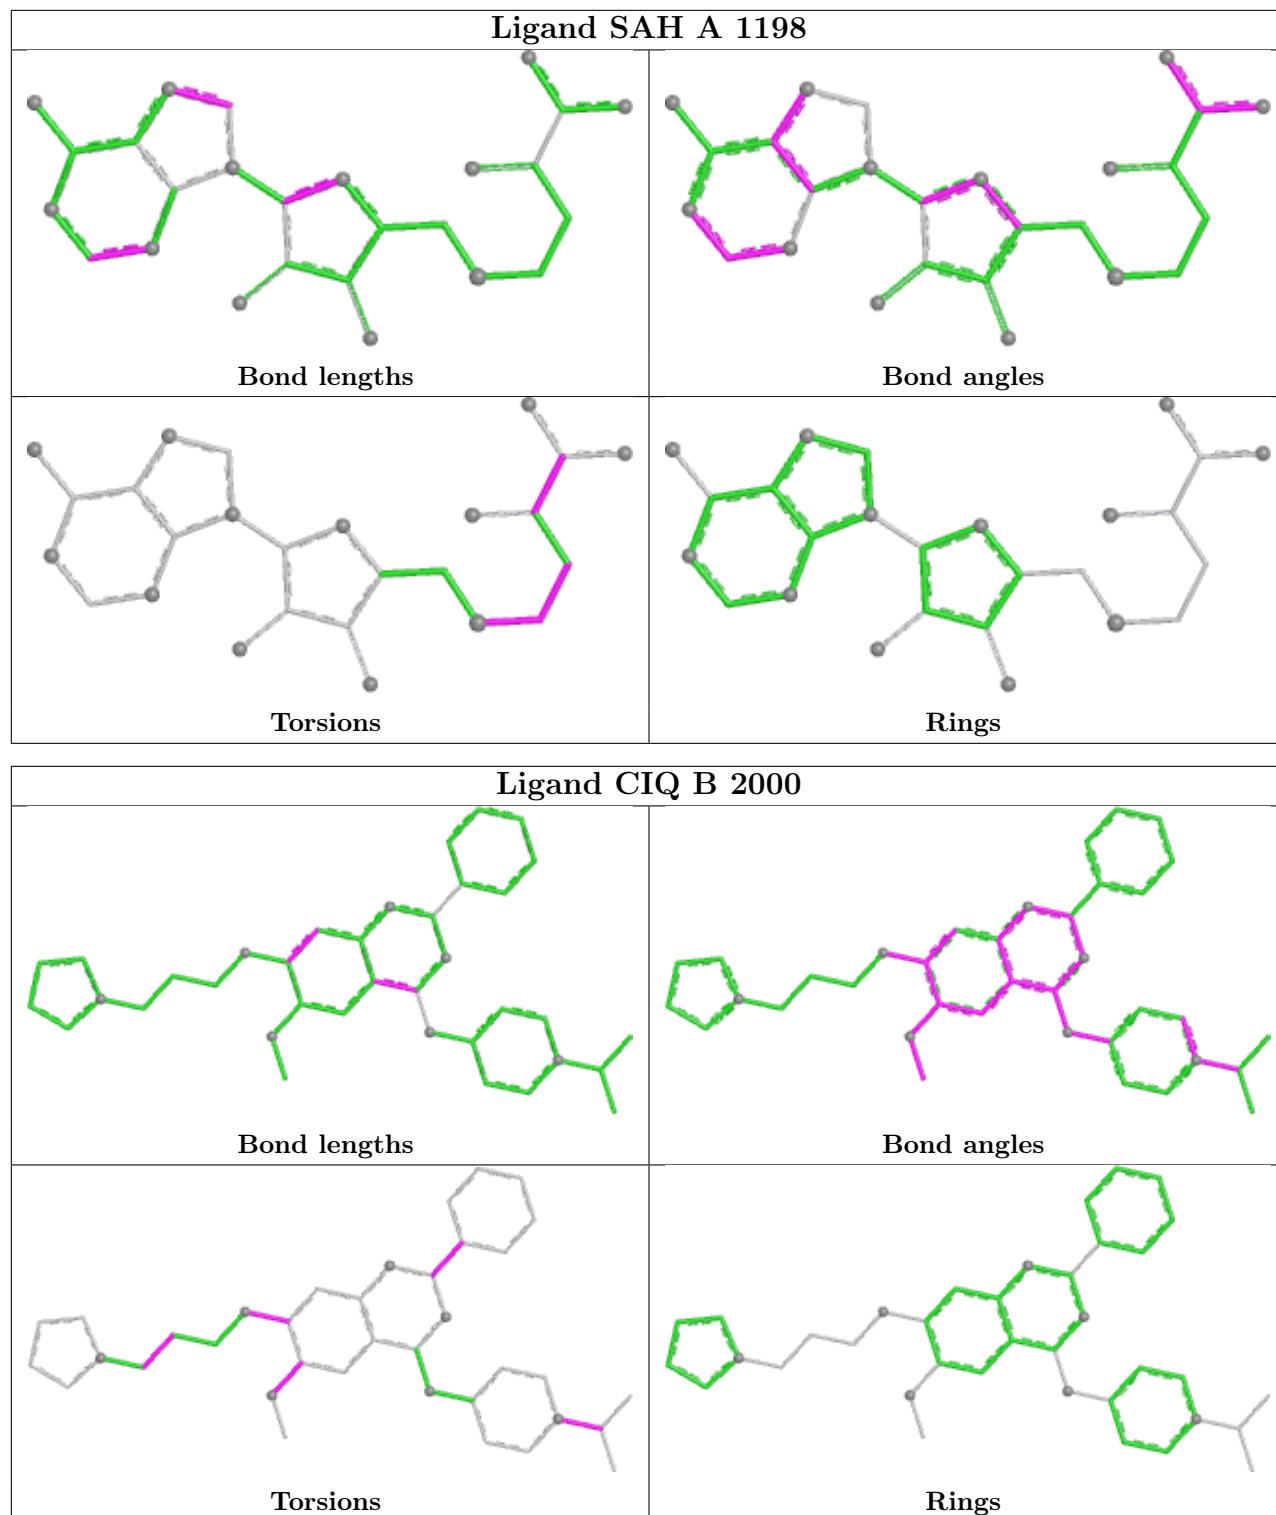 Ligand SAH A 1198
Bond lengths
Bond angles
Torsions
Rings
Ligand CIQ B 2000
Bond lengths
Bond angles
Torsions
Rings